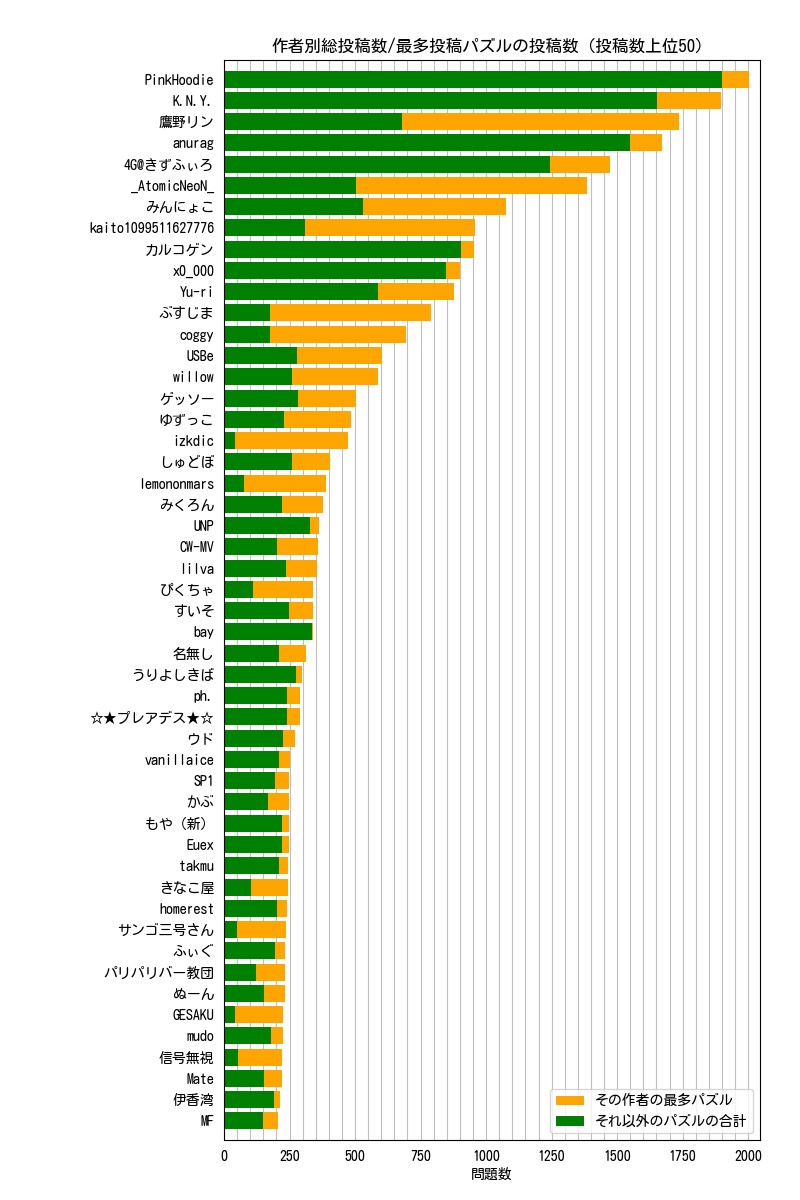 作者別総投稿数/最多投稿パズルの投稿数 (投稿数上位50)
PinkHoodie
K.N.Y.
鷹野リン
anurag
4G@きずふぃろ
_AtomicNeoN_
みんにょこ
kaito1099511627776
カルコゲン
x0_000
Yu-ri
ぶすじま
coggy
USBe
willow
ゲッソー
ゆずっこ
izkdic
しゅどぼ
lemononmars
みくろん
UNP
CW-MV
lilva
ぴくちゃ
すいそ
bay
名無し
うりよしきば
ph.
☆★プレアデス★☆
ウド
vanillaice
SP1
かぶ
もや (新)
Euex
takmu
きなこ屋
homerest
サンゴ三号さん
ふぃぐ
パリパリバー教団
ぬーん
GESAKU
mudo
信号無視
Mate
伊香湾
MF
その作者の最多パズル
それ以外のパズルの合計
0 250 500 750 1000 1250 1500 1750 2000
問題数